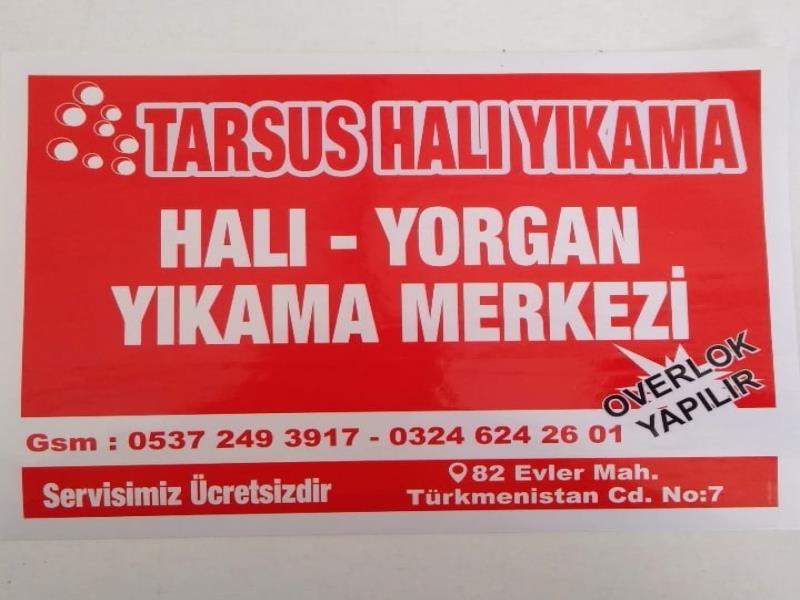 TARSUS HALI YIKAMA
HALI - YORGAN
YIKAMA MERKEZİ
OVERLOK
YAPILIR
Gsm : 0537 249 3917 - 0324 624 26 01
Servisimiz Ücretsizdir
82 Evler Mah.
Türkmenistan Cd. No:7